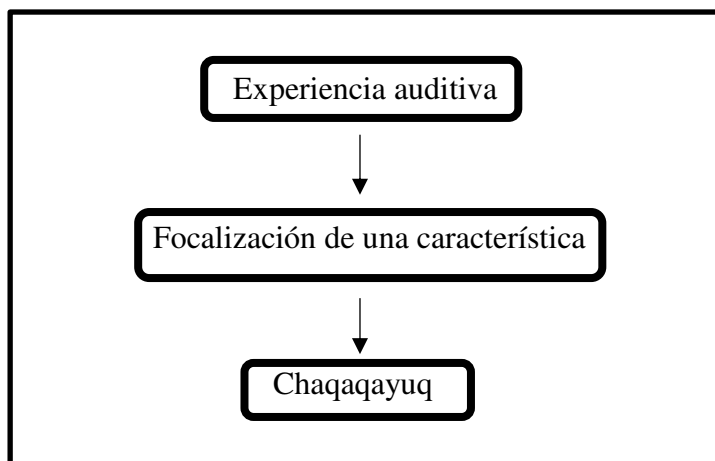 Experiencia auditiva
Focalización de una característica
Chaqaqayuq